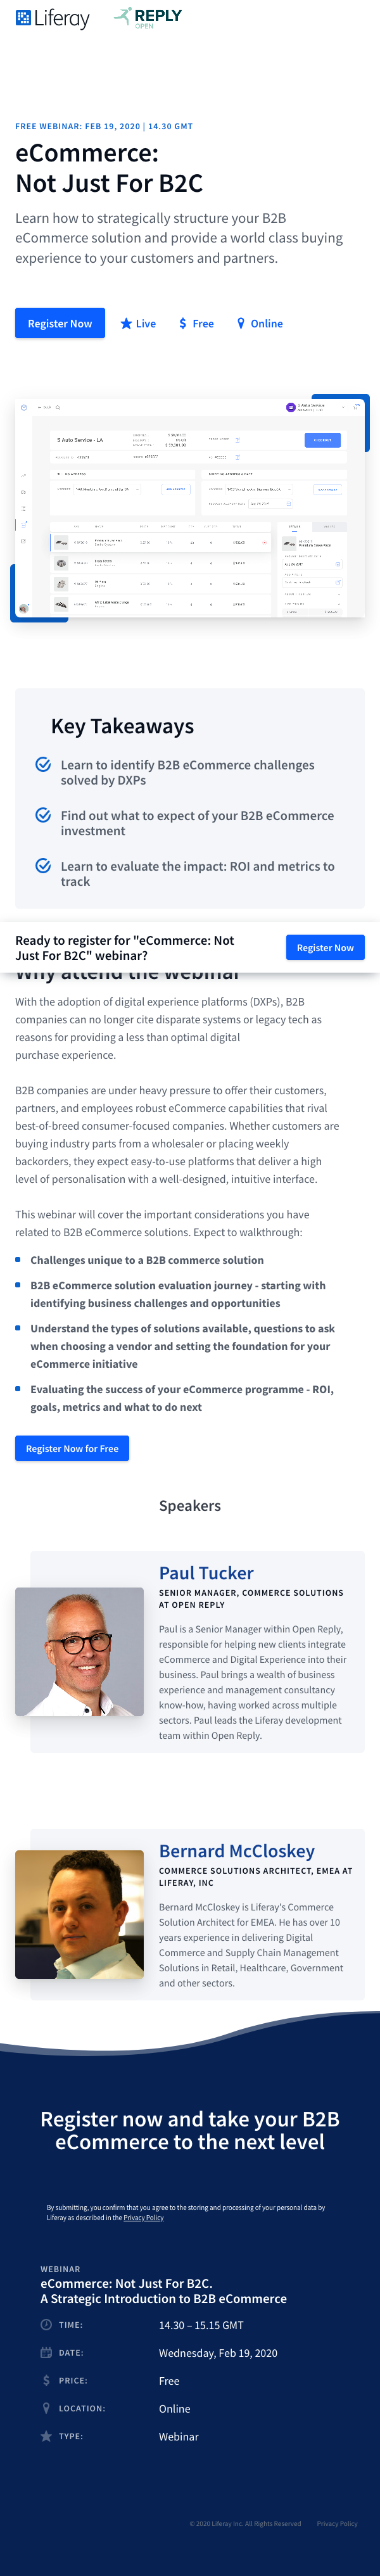 Liferay
REPLY
OPEN
FREE WEBINAR: FEB 19, 2020 | 14.30 GMT
eCommerce:
Not Just For B2C
Learn how to strategically structure your B2B
eCommerce solution and provide a world class buying
experience to your customers and partners.
Register Now
Live
Free
Online
S Auto Service - LA
Key Takeaways
Learn to identify B2B eCommerce challenges
solved by DXPs
Find out what to expect of your B2B eCommerce
investment
Learn to evaluate the impact: ROI and metrics to
track
Ready to register for "eCommerce: Not
Just For B2C" webinar?
Register Now
Why attend the webinar
With the adoption of digital experience platforms (DXPs), B2B
companies can no longer cite disparate systems or legacy tech as
reasons for providing a less than optimal digital
purchase experience.
B2B companies are under heavy pressure to offer their customers,
partners, and employees robust eCommerce capabilities that rival
best-of-breed consumer-focused companies. Whether customers are
buying industry parts from a wholesaler or placing weekly
backorders, they expect easy-to-use platforms that deliver a high
level of personalisation with a well-designed, intuitive interface.
This webinar will cover the important considerations you have
related to B2B eCommerce solutions. Expect to walkthrough:
Challenges unique to a B2B commerce solution
B2B eCommerce solution evaluation journey - starting with
identifying business challenges and opportunities
Understand the types of solutions available, questions to ask
when choosing a vendor and setting the foundation for your
eCommerce initiative
Evaluating the success of your eCommerce programme - ROI,
goals, metrics and what to do next
Register Now for Free
Speakers
Paul Tucker
SENIOR MANAGER, COMMERCE SOLUTIONS
AT OPEN REPLY
Paul is a Senior Manager within Open Reply,
responsible for helping new clients integrate
eCommerce and Digital Experience into their
business. Paul brings a wealth of business
experience and management consultancy
know-how, having worked across multiple
sectors. Paul leads the Liferay development
team within Open Reply.
Bernard McCloskey
COMMERCE SOLUTIONS ARCHITECT, EMEA AT
LIFERAY, INC
Bernard McCloskey is Liferay's Commerce
Solution Architect for EMEA. He has over 10
years experience in delivering Digital
Commerce and Supply Chain Management
Solutions in Retail, Healthcare, Government
and other sectors.
Register now and take your B2B
eCommerce to the next level
By submitting, you confirm that you agree to the storing and processing of your personal data by
Liferay as described in the Privacy Policy
WEBINAR
eCommerce: Not Just For B2C.
A Strategic Introduction to B2B eCommerce
TIME: 14.30 – 15.15 GMT
DATE: Wednesday, Feb 19, 2020
PRICE: Free
LOCATION: Online
TYPE: Webinar
© 2020 Liferay Inc. All Rights Reserved Privacy Policy